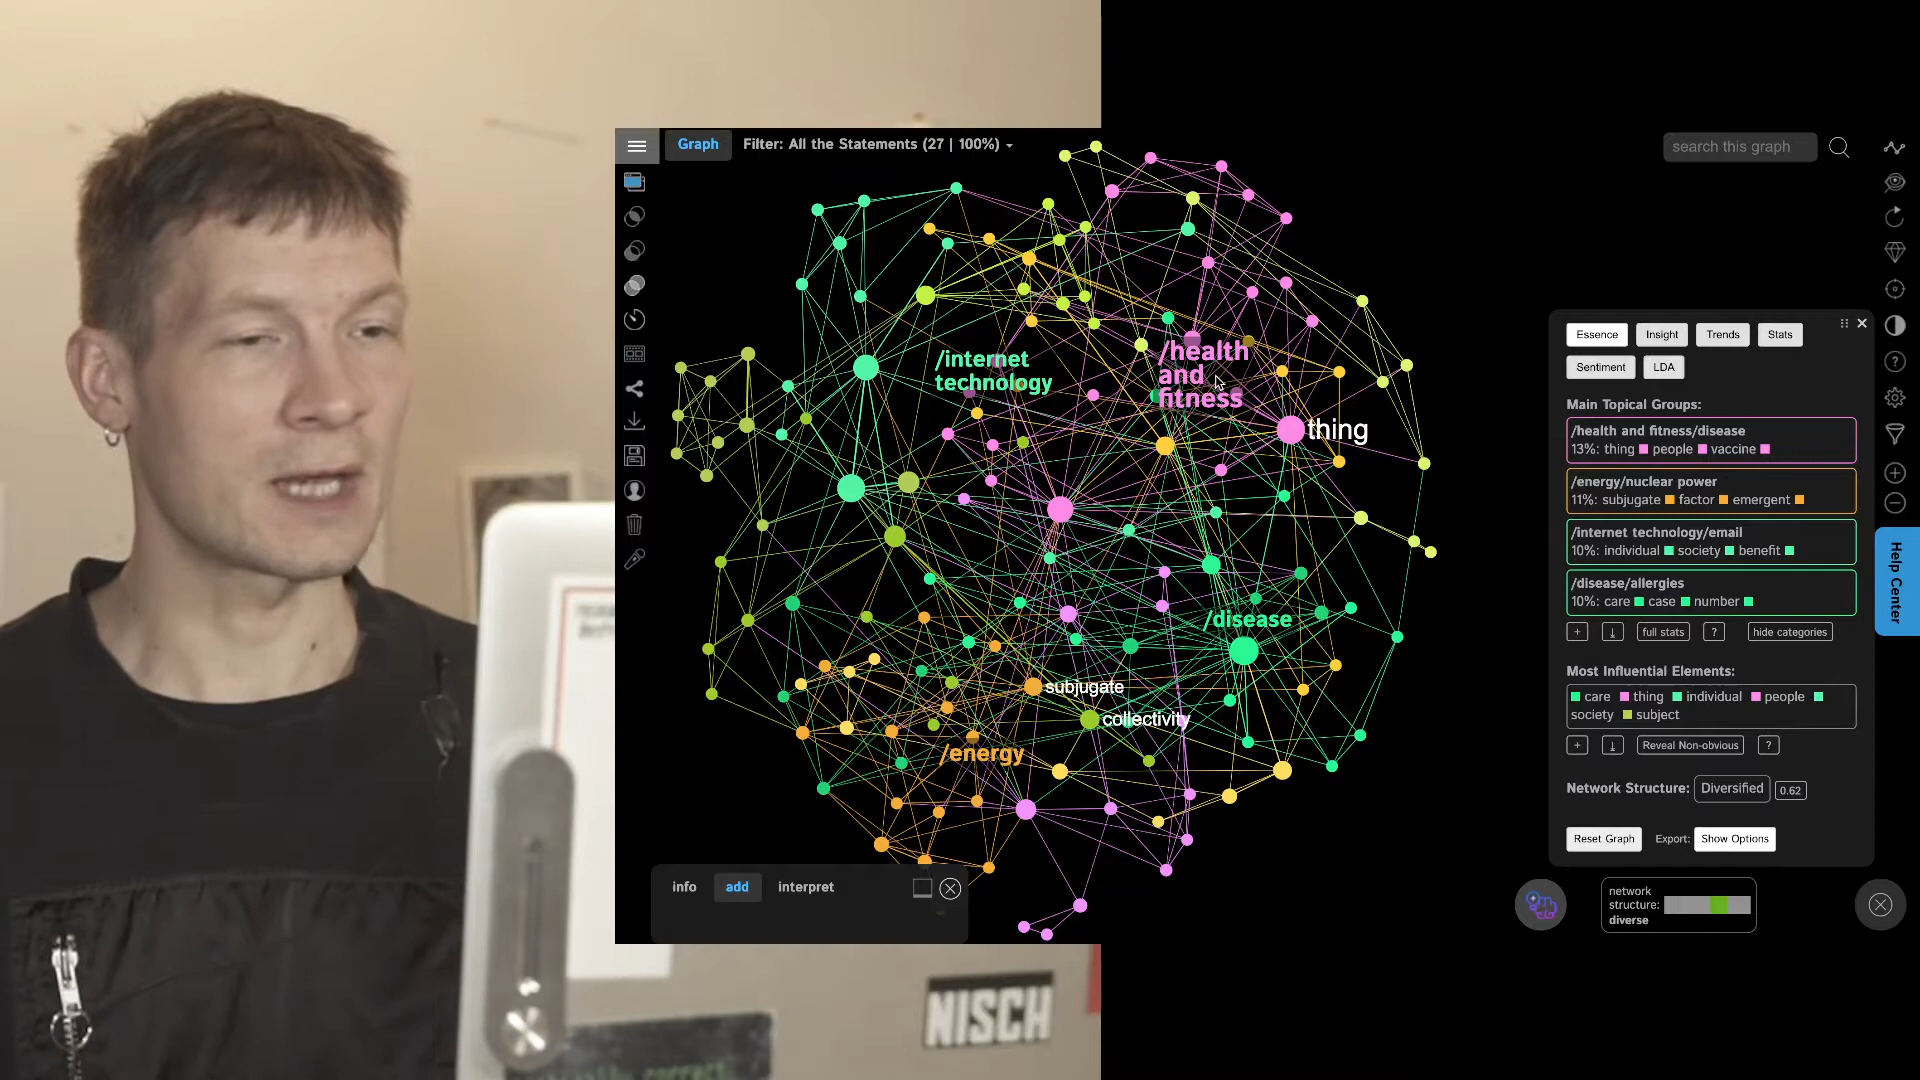 Graph
Filter: All the Statements (27 | 100%)
search this graph
/internet
technology
/health
and
fitness
thing
/disease
subjugate
collectivity
/energy
info
add
interpret
Essence
Insight
Trends
Stats
Sentiment
LDA
Main Topical Groups:
/health and fitness/disease
13%: thing people vaccine
/energy/nuclear power
11%: subjugate factor emergent
/internet technology/email
10%: individual society benefit
/disease/allergies
10%: care case number
+
full stats
?
hide categories
Most Influential Elements:
care thing individual people
society subject
+
Reveal Non-obvious
?
Network Structure: Diversified 0.62
Reset Graph
Export: Show Options
network
structure:
diverse
Help Center
NISCH